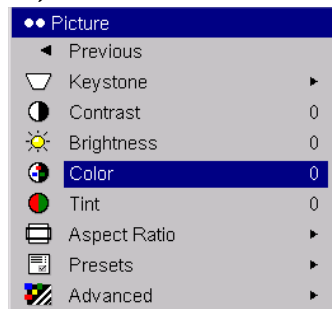 Picture
Previous
Keystone
Contrast 0
Brightness 0
Color 0
Tint 0
Aspect Ratio
Presets
Advanced